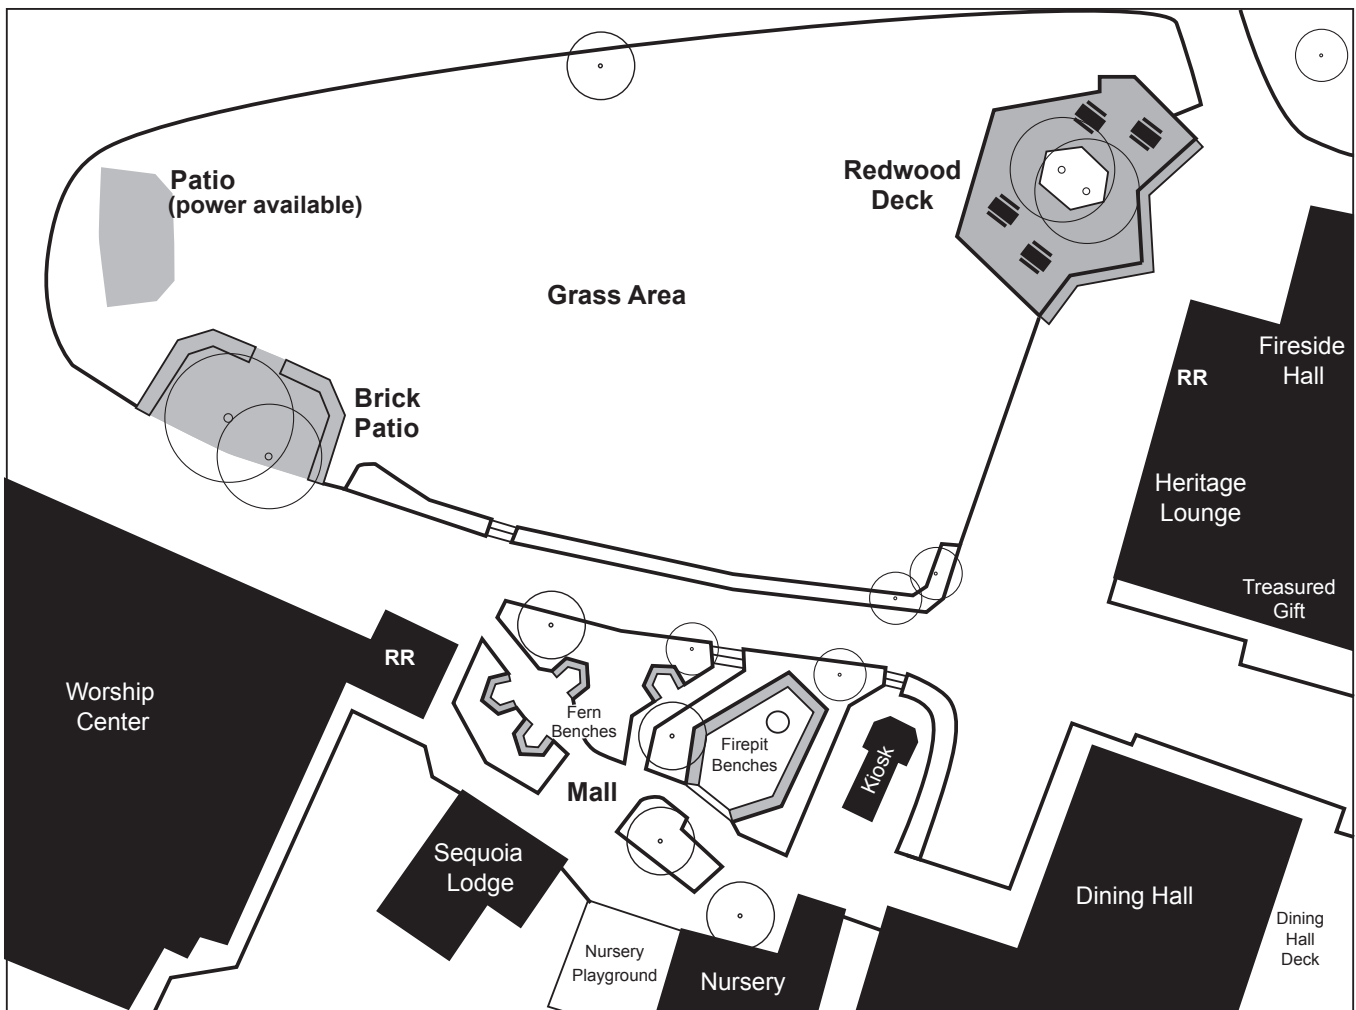 Patio
(power available)
Redwood
Deck
Grass Area
Fireside
Hall
RR
Brick
Patio
Heritage
Lounge
Treasured
Gift
RR
Worship
Center
Fern
Benches
Firepit
Benches
Kiosk
Mall
Sequoia
Lodge
Dining Hall
Dining
Hall
Deck
Nursery
Playground
Nursery